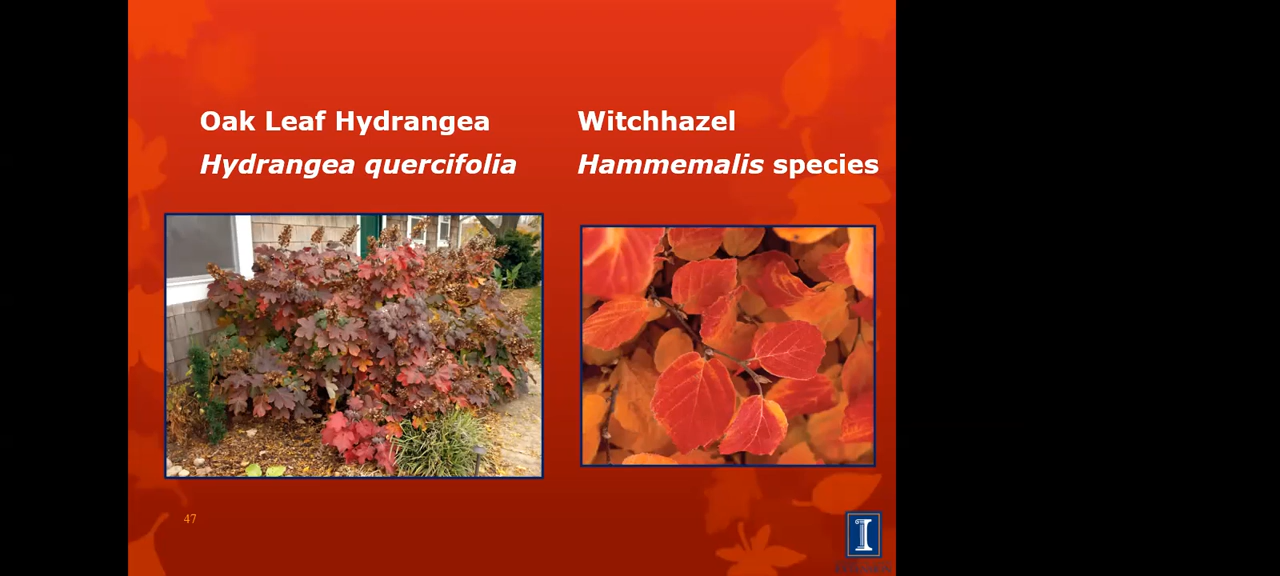 Oak Leaf Hydrangea
Hydrangea quercifolia
Witchhazel
Hammemalis species
47